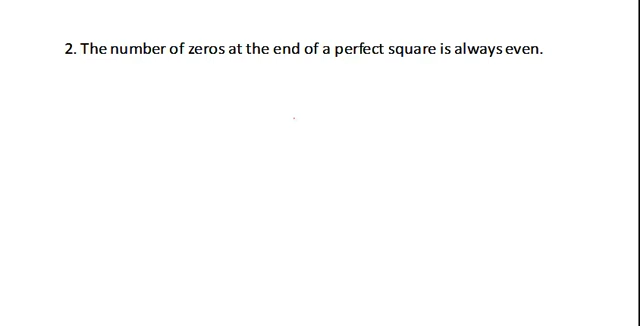 2. The number of zeros at the end of a perfect square is always even.